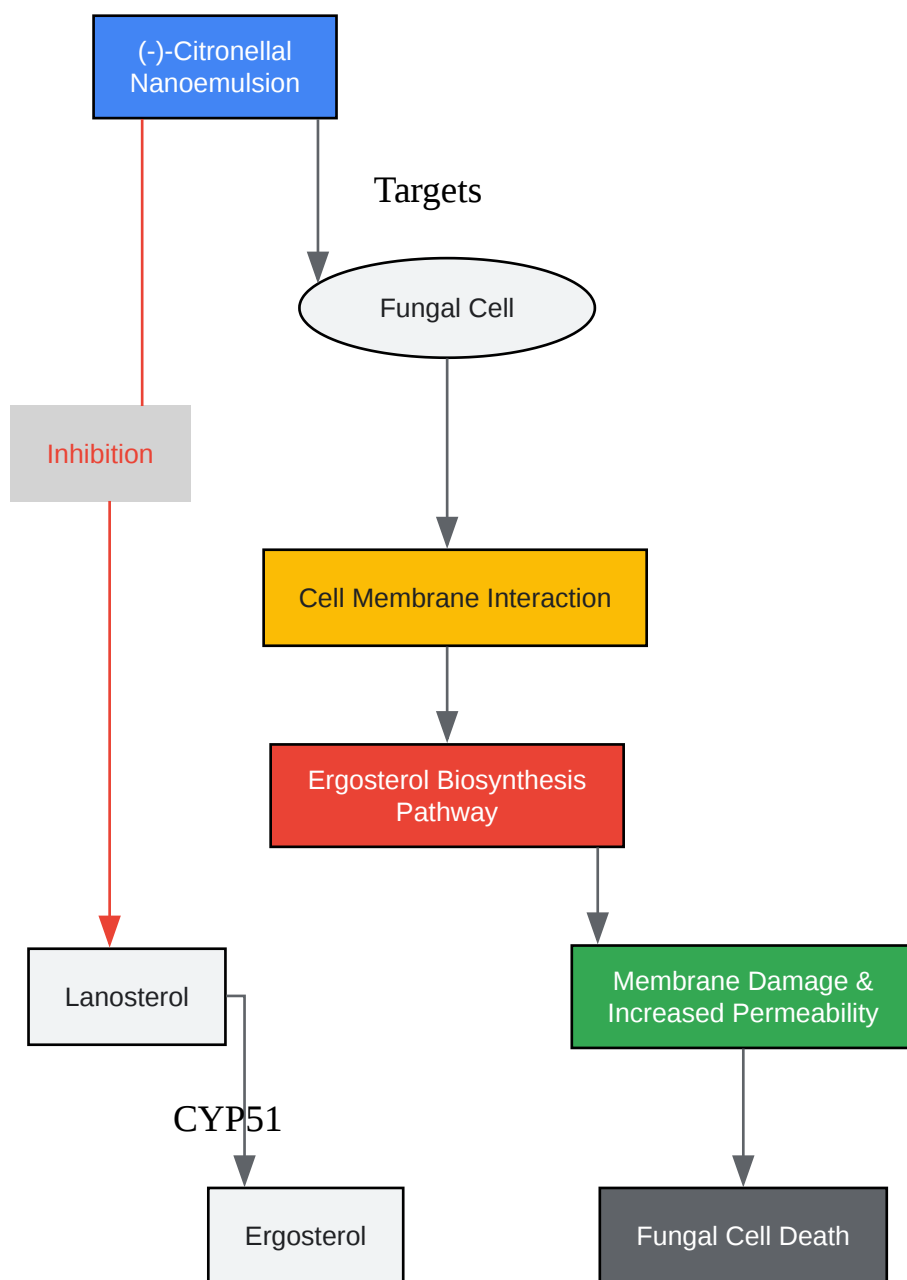 (-)-Citronellal
Nanoemulsion
Targets
Fungal Cell
Inhibition
Cell Membrane Interaction
Ergosterol Biosynthesis
Pathway
Lanosterol
Membrane Damage &
Increased Permeability
CYP51
Ergosterol
Fungal Cell Death